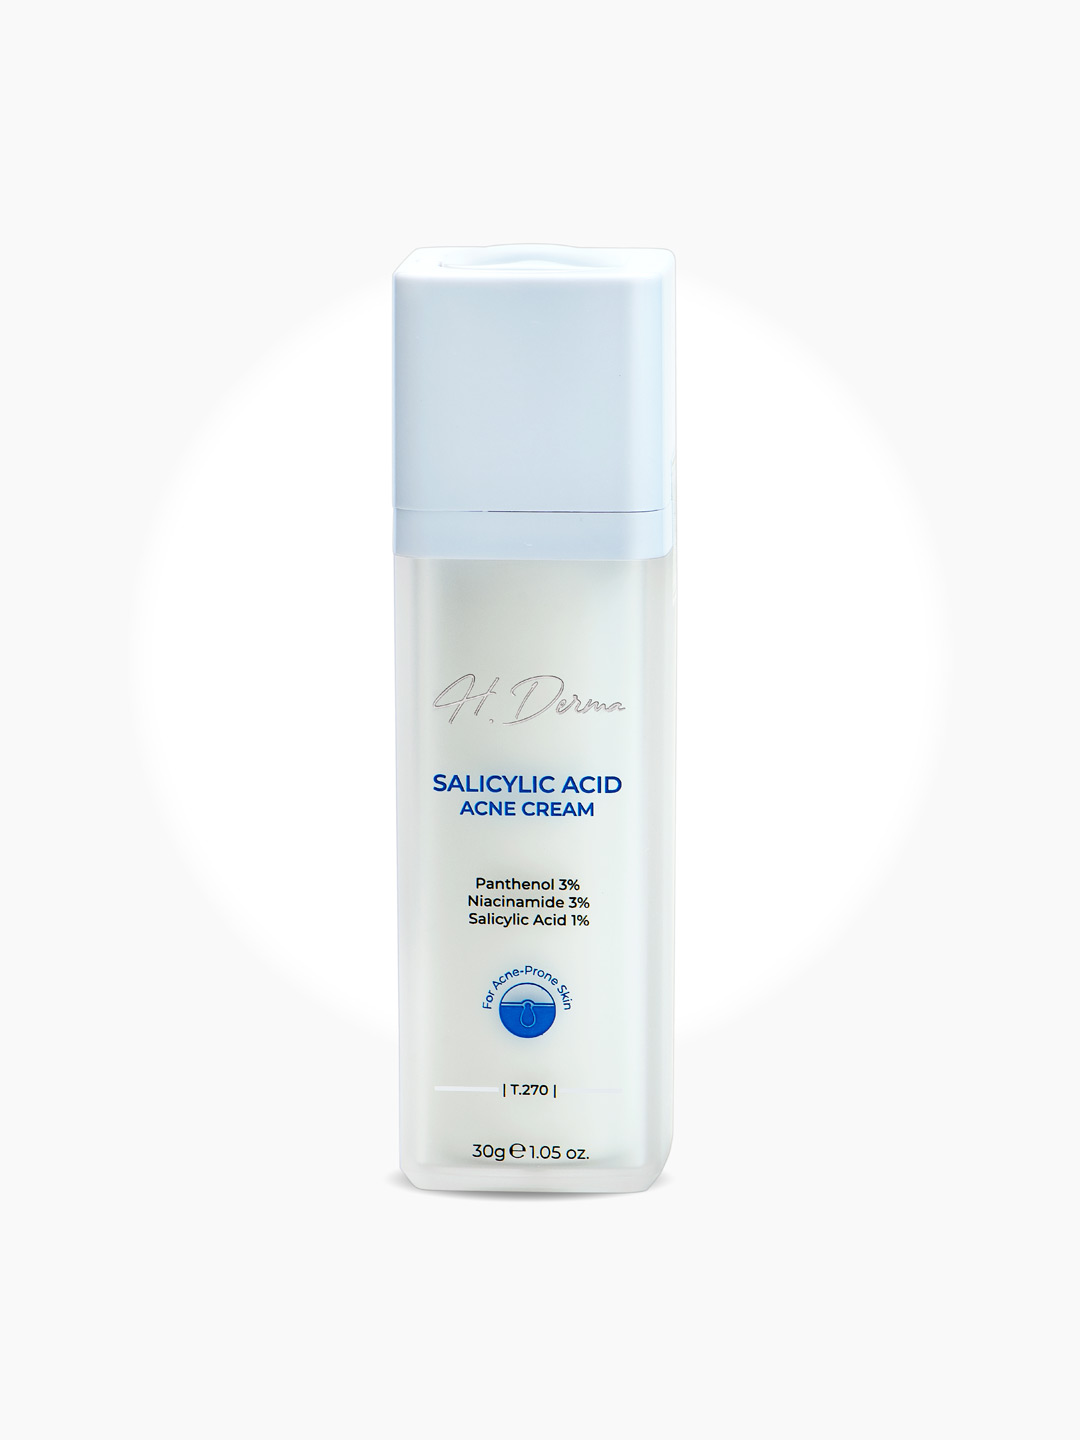 H. Derma
SALICYLIC ACID
ACNE CREAM
Panthenol 3%
Niacinamide 3%
Salicylic Acid 1%
For Acne-Prone Skin
| T.270 |
30g ℮ 1.05 oz.